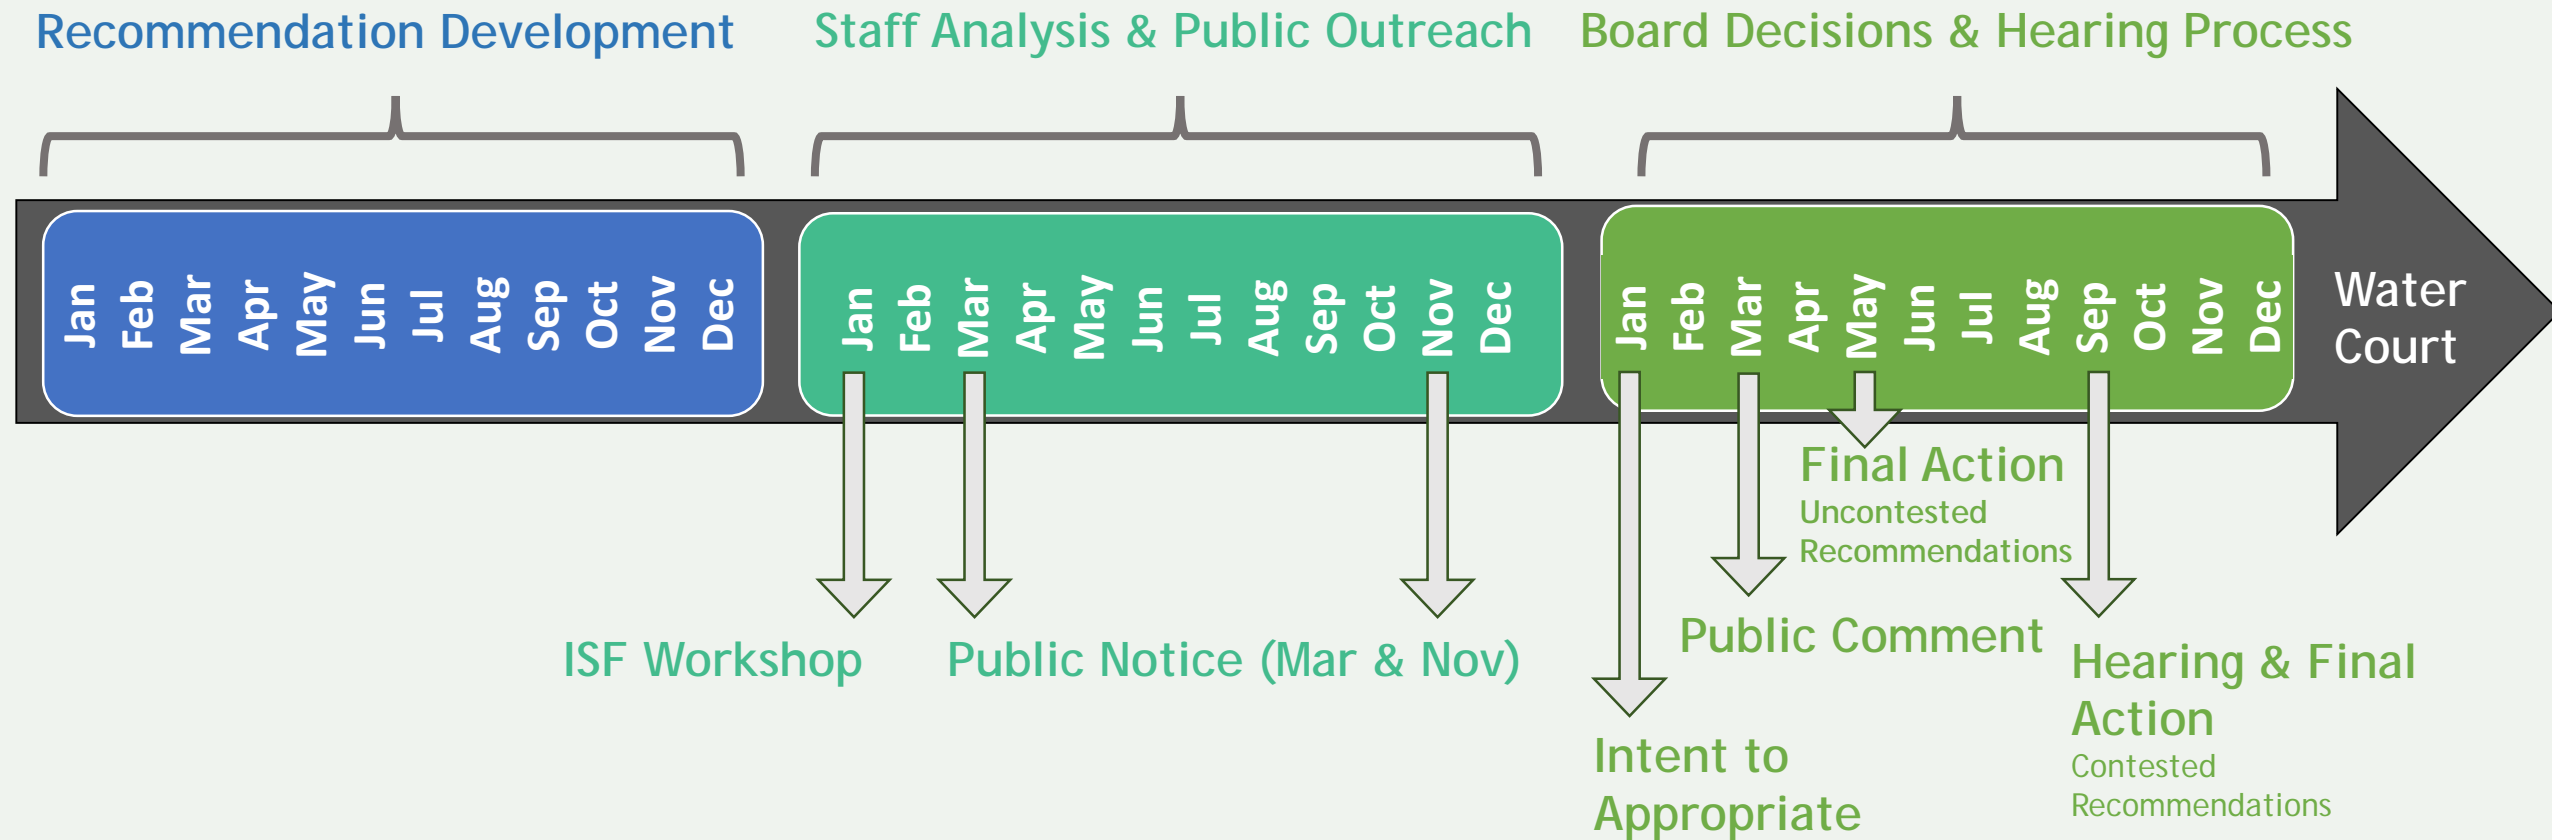 Recommendation Development
Staff Analysis & Public Outreach
Board Decisions & Hearing Process
Jan
Feb
Mar
Apr
May
Jun
Jul
Aug
Sep
Oct
Nov
Dec
Jan
Feb
Mar
Apr
May
Jun
Jul
Aug
Sep
Oct
Nov
Dec
Jan
Feb
Mar
Apr
May
Jun
Jul
Aug
Sep
Oct
Nov
Dec
Water
Court
ISF Workshop
Public Notice (Mar & Nov)
Intent to
Appropriate
Public Comment
Final Action
Uncontested
Recommendations
Hearing & Final
Action
Contested
Recommendations